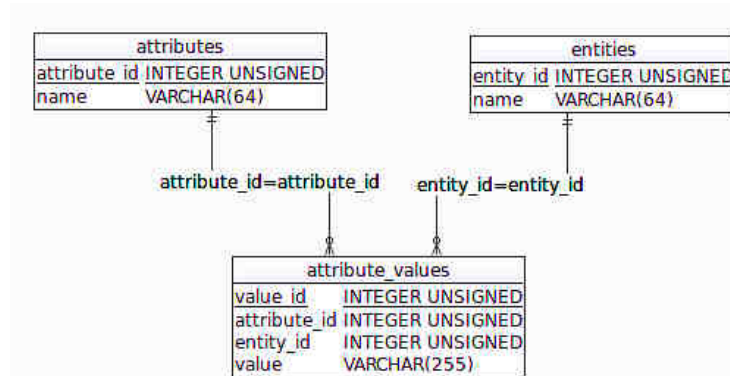 attributes
attribute_id INTEGER UNSIGNED
name VARCHAR(64)
entities
entity_id INTEGER UNSIGNED
name VARCHAR(64)
attribute_id=attribute_id
entity_id=entity_id
attribute_values
value_id INTEGER UNSIGNED
attribute_id INTEGER UNSIGNED
entity_id INTEGER UNSIGNED
value VARCHAR(255)